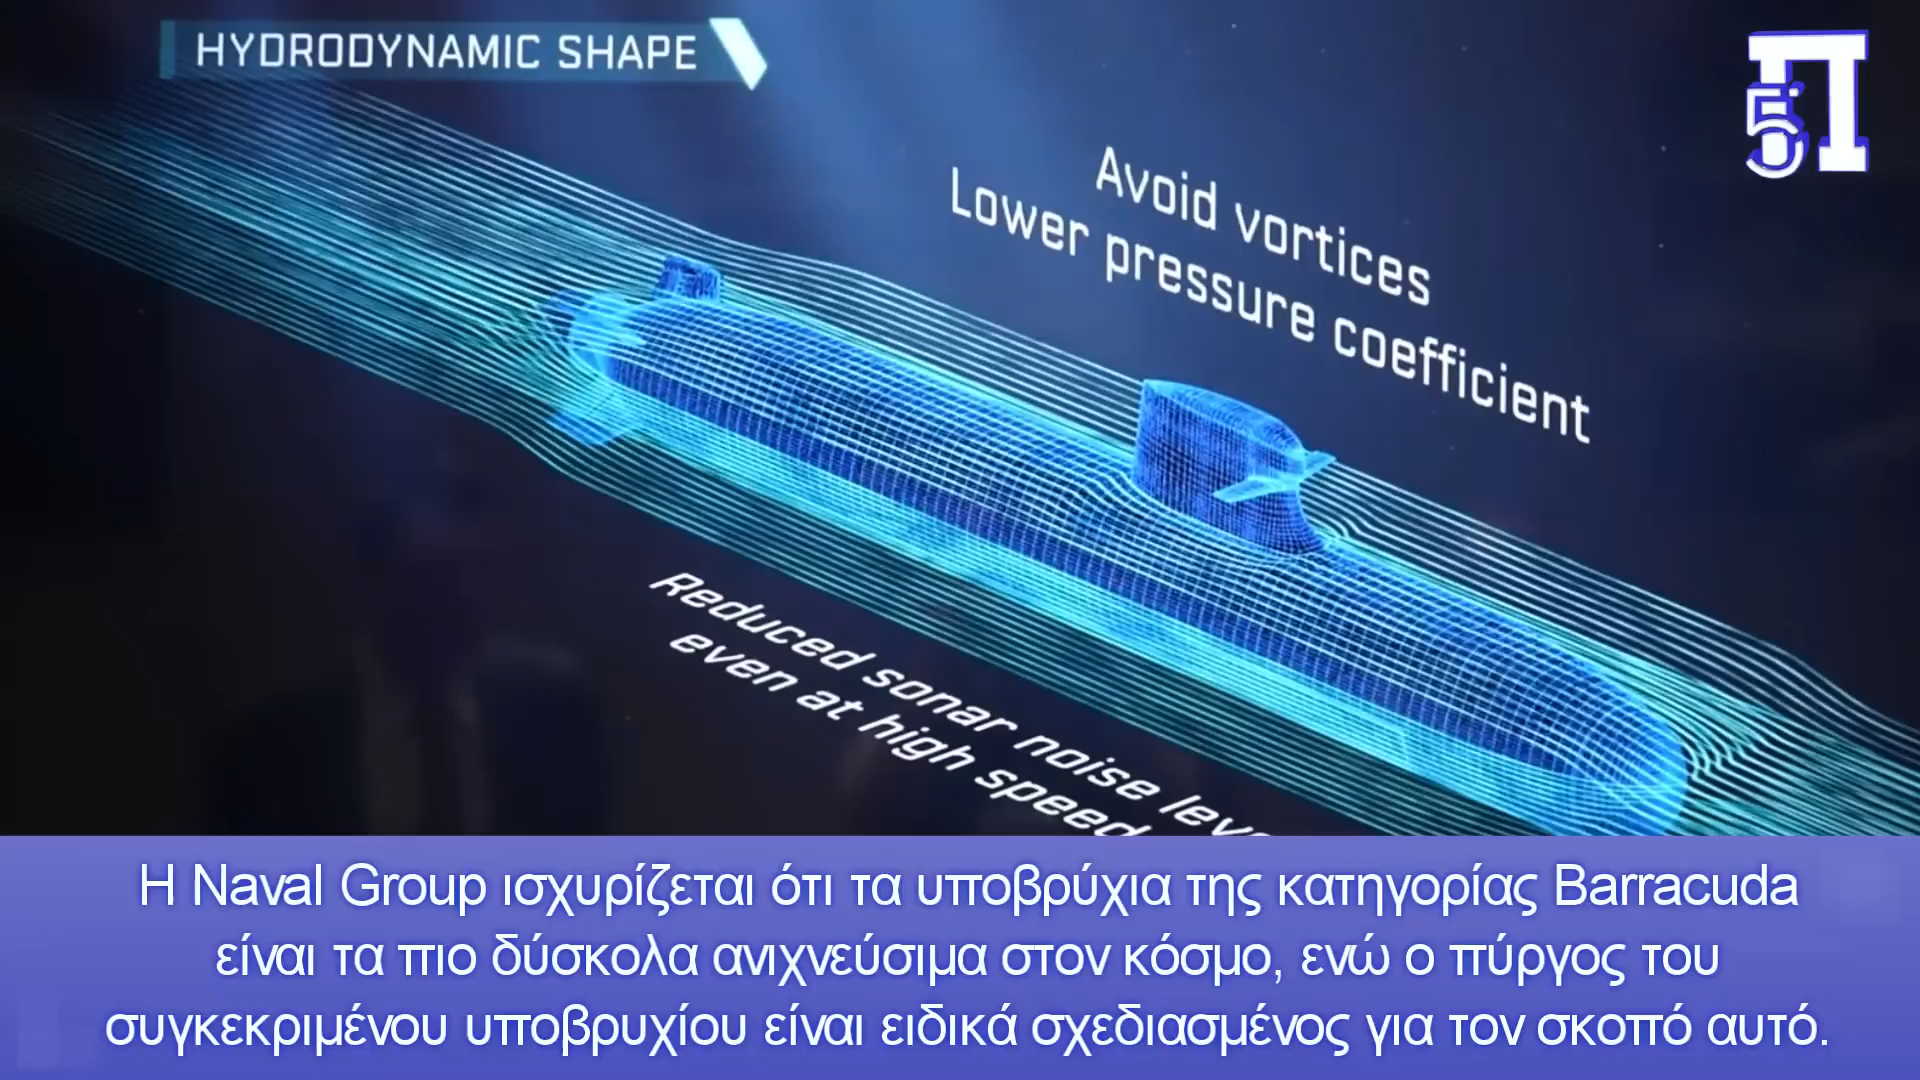 HYDRODYNAMIC SHAPE
5Π
Avoid vortices
Lower pressure coefficient
Reduced sonar noise
even at high speed
Η Naval Group ισχυρίζεται ότι τα υποβρύχια της κατηγορίας Barracuda
είναι τα πιο δύσκολα ανιχνεύσιμα στον κόσμο, ενώ ο πύργος του
συγκεκριμένου υποβρυχίου είναι ειδικά σχεδιασμένος για τον σκοπό αυτό.